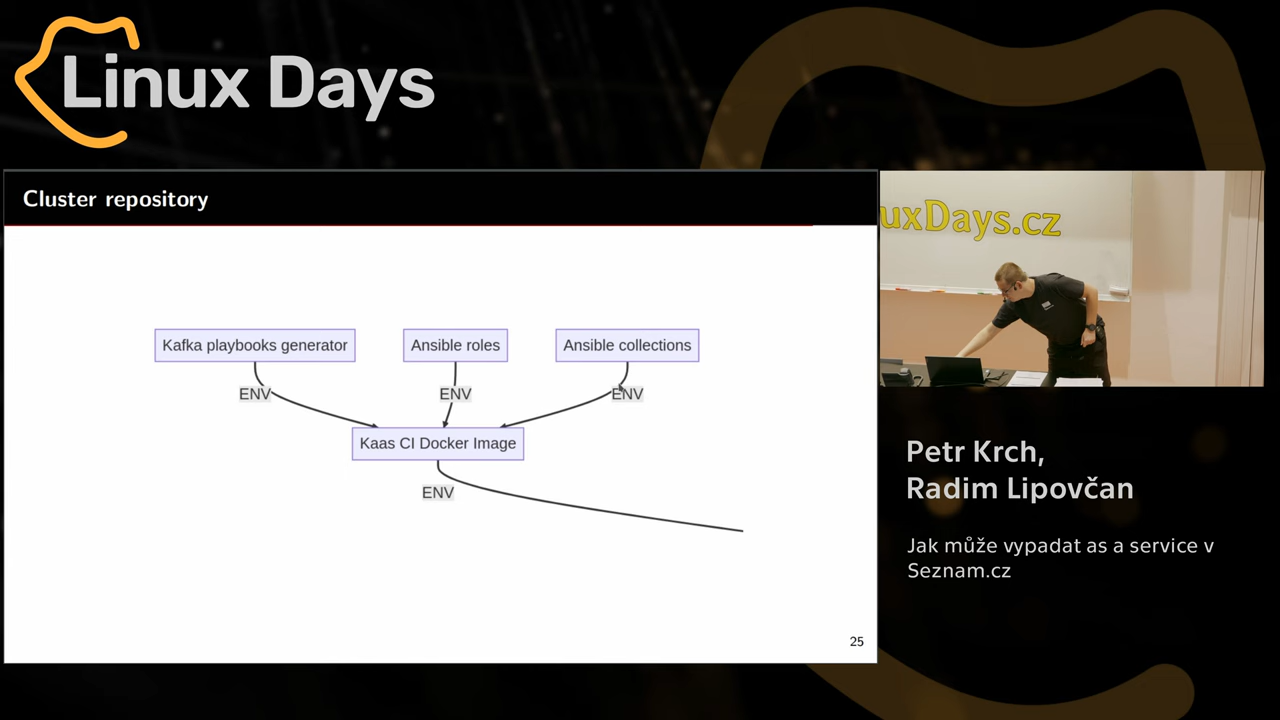 Linux Days
Cluster repository
uxDays.cz
Kafka playbooks generator
Ansible roles
Ansible collections
ENV
ENV
ENV
Kaas CI Docker Image
ENV
25
Petr Krch,
Radim Lipovčan
Jak může vypadat as a service v
Seznam.cz